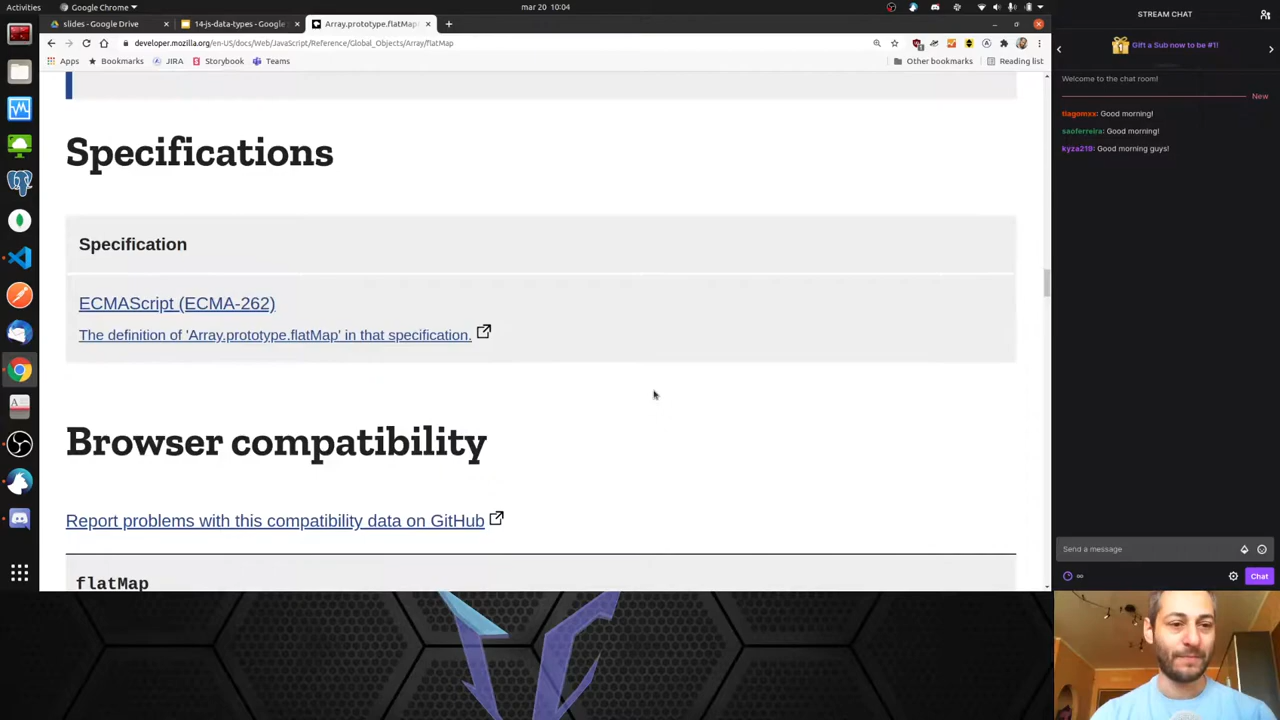 Activities
Google Chrome
mar 20 10:04
slides - Google Drive
14-js-data-types - Google
Array.prototype.flatMap
developer.mozilla.org/en-US/docs/Web/JavaScript/Reference/Global_Objects/Array/flatMap
Apps
Bookmarks
JIRA
Storybook
Teams
Other bookmarks
Reading list
Specifications
Specification
ECMAScript (ECMA-262)
The definition of 'Array.prototype.flatMap' in that specification.
Browser compatibility
Report problems with this compatibility data on GitHub
flatMap
STREAM CHAT
Gift a Sub now to be #1!
Welcome to the chat room!
New
tiagomxx: Good morning!
saoferreira: Good morning!
kyza219: Good morning guys!
Send a message
Chat